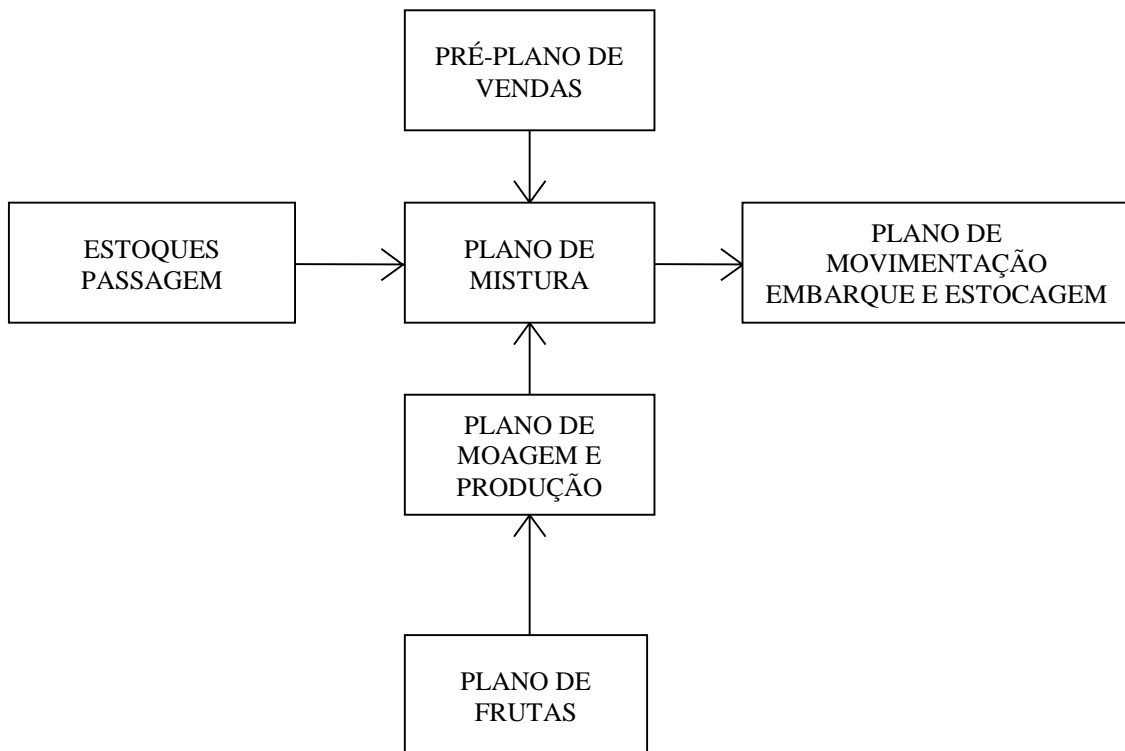 PRÉ-PLANO DE
VENDAS
ESTOQUES
PASSAGEM
PLANO DE
MISTURA
PLANO DE
MOVIMENTAÇÃO
EMBARQUE E ESTOCAGEM
PLANO DE
MOAGEM E
PRODUÇÃO
PLANO DE
FRUTAS